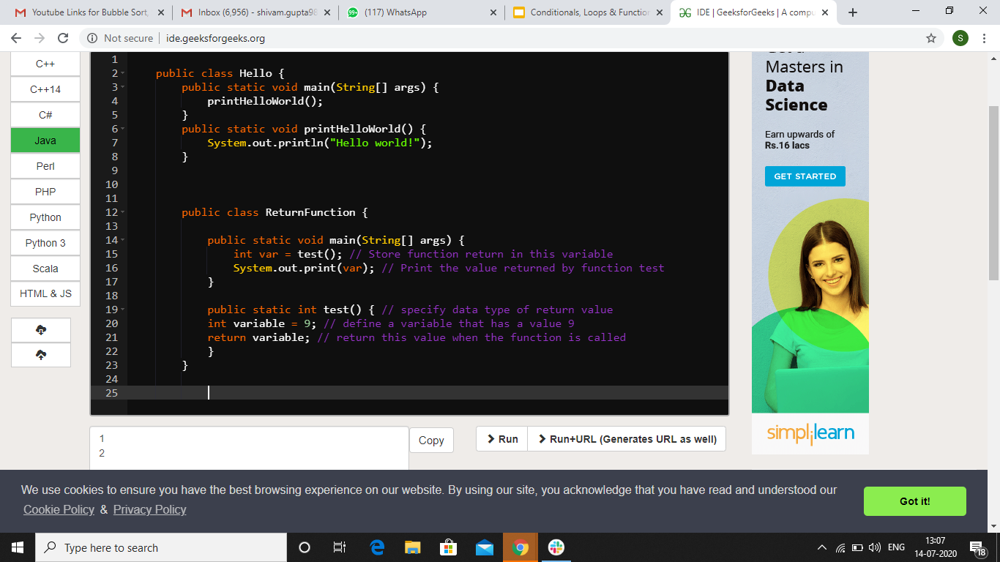 Youtube Links for Bubble Sort,
Inbox (6,956) - shivam.gupta98
99+ (117) WhatsApp
Conditionals, Loops & Function
IDE | GeeksforGeeks | A compu
Not secure | ide.geeksforgeeks.org
S
C++
C++14
C#
Java
Perl
PHP
Python
Python 3
Scala
HTML & JS
1
2 public class Hello {
3 public static void main(String[] args) {
4 printHelloWorld();
5 }
6 public static void printHelloWorld() {
7 System.out.println("Hello world!");
8 }
9
10
11
12 public class ReturnFunction {
13
14 public static void main(String[] args) {
15 int var = test(); // Store function return in this variable
16 System.out.print(var); // Print the value returned by function test
17 }
18
19 public static int test() { // specify data type of return value
20 int variable = 9; // define a variable that has a value 9
21 return variable; // return this value when the function is called
22 }
23 }
24
25
Masters in
Data
Science
Earn upwards of
Rs.16 lacs
GET STARTED
simplilearn
1
2
Copy
Run
Run+URL (Generates URL as well)
We use cookies to ensure you have the best browsing experience on our website. By using our site, you acknowledge that you have read and understood our
Cookie Policy & Privacy Policy
Got it!
Type here to search
ENG
13:07
14-07-2020
18